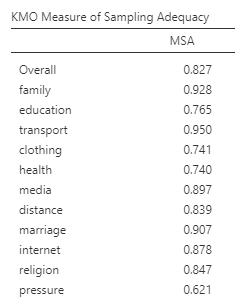 KMO Measure of Sampling Adequacy
MSA
Overall 0.827
family 0.928
education 0.765
transport 0.950
clothing 0.741
health 0.740
media 0.897
distance 0.839
marriage 0.907
internet 0.878
religion 0.847
pressure 0.621